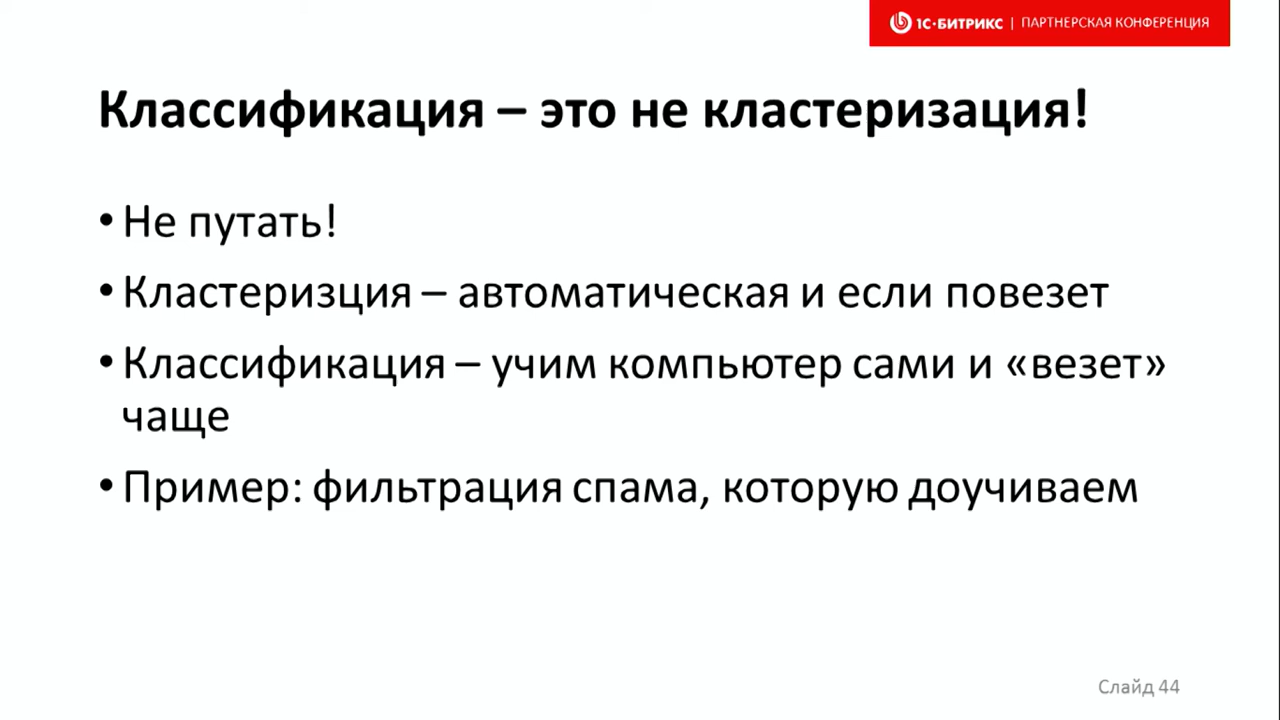 1С·БИТРИКС | ПАРТНЕРСКАЯ КОНФЕРЕНЦИЯ
Классификация – это не кластеризация!
• Не путать!
• Кластеризция – автоматическая и если повезет
• Классификация – учим компьютер сами и «везет»
чаще
• Пример: фильтрация спама, которую доучиваем
Слайд 44